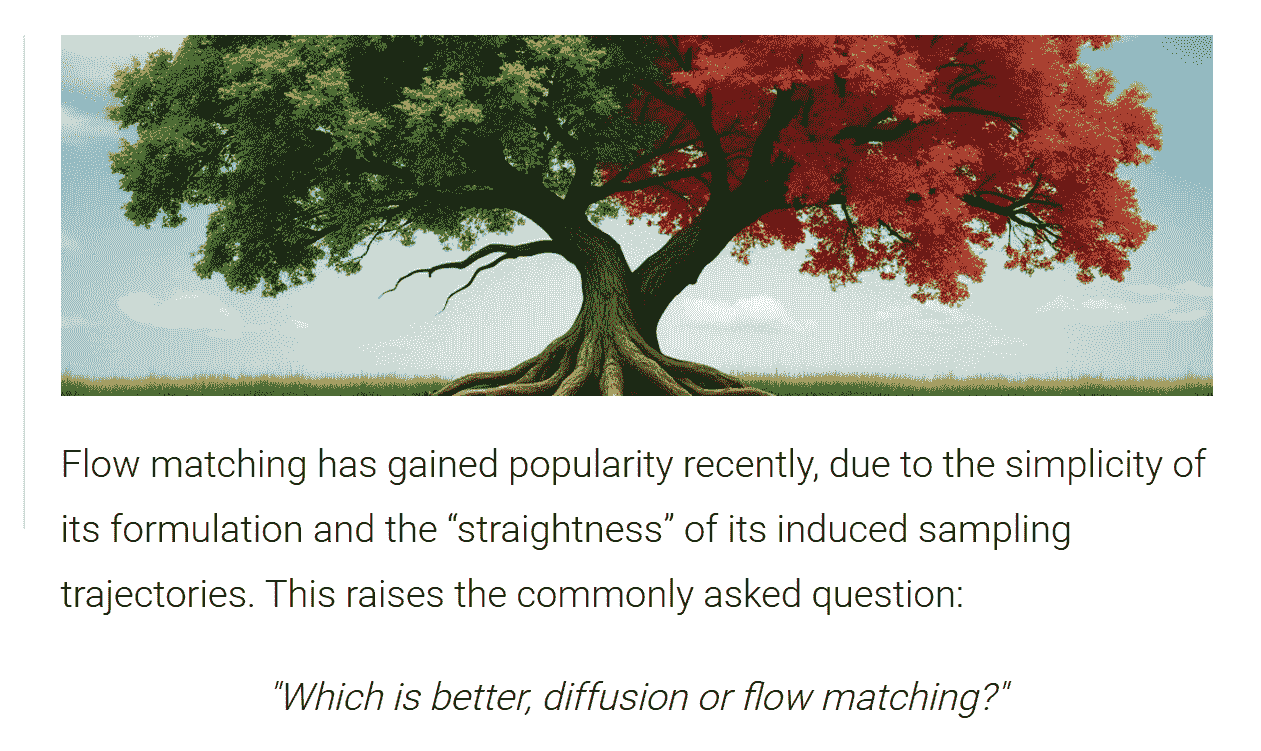 Flow matching has gained popularity recently, due to the simplicity of
its formulation and the “straightness” of its induced sampling
trajectories. This raises the commonly asked question:
"Which is better, diffusion or flow matching?"